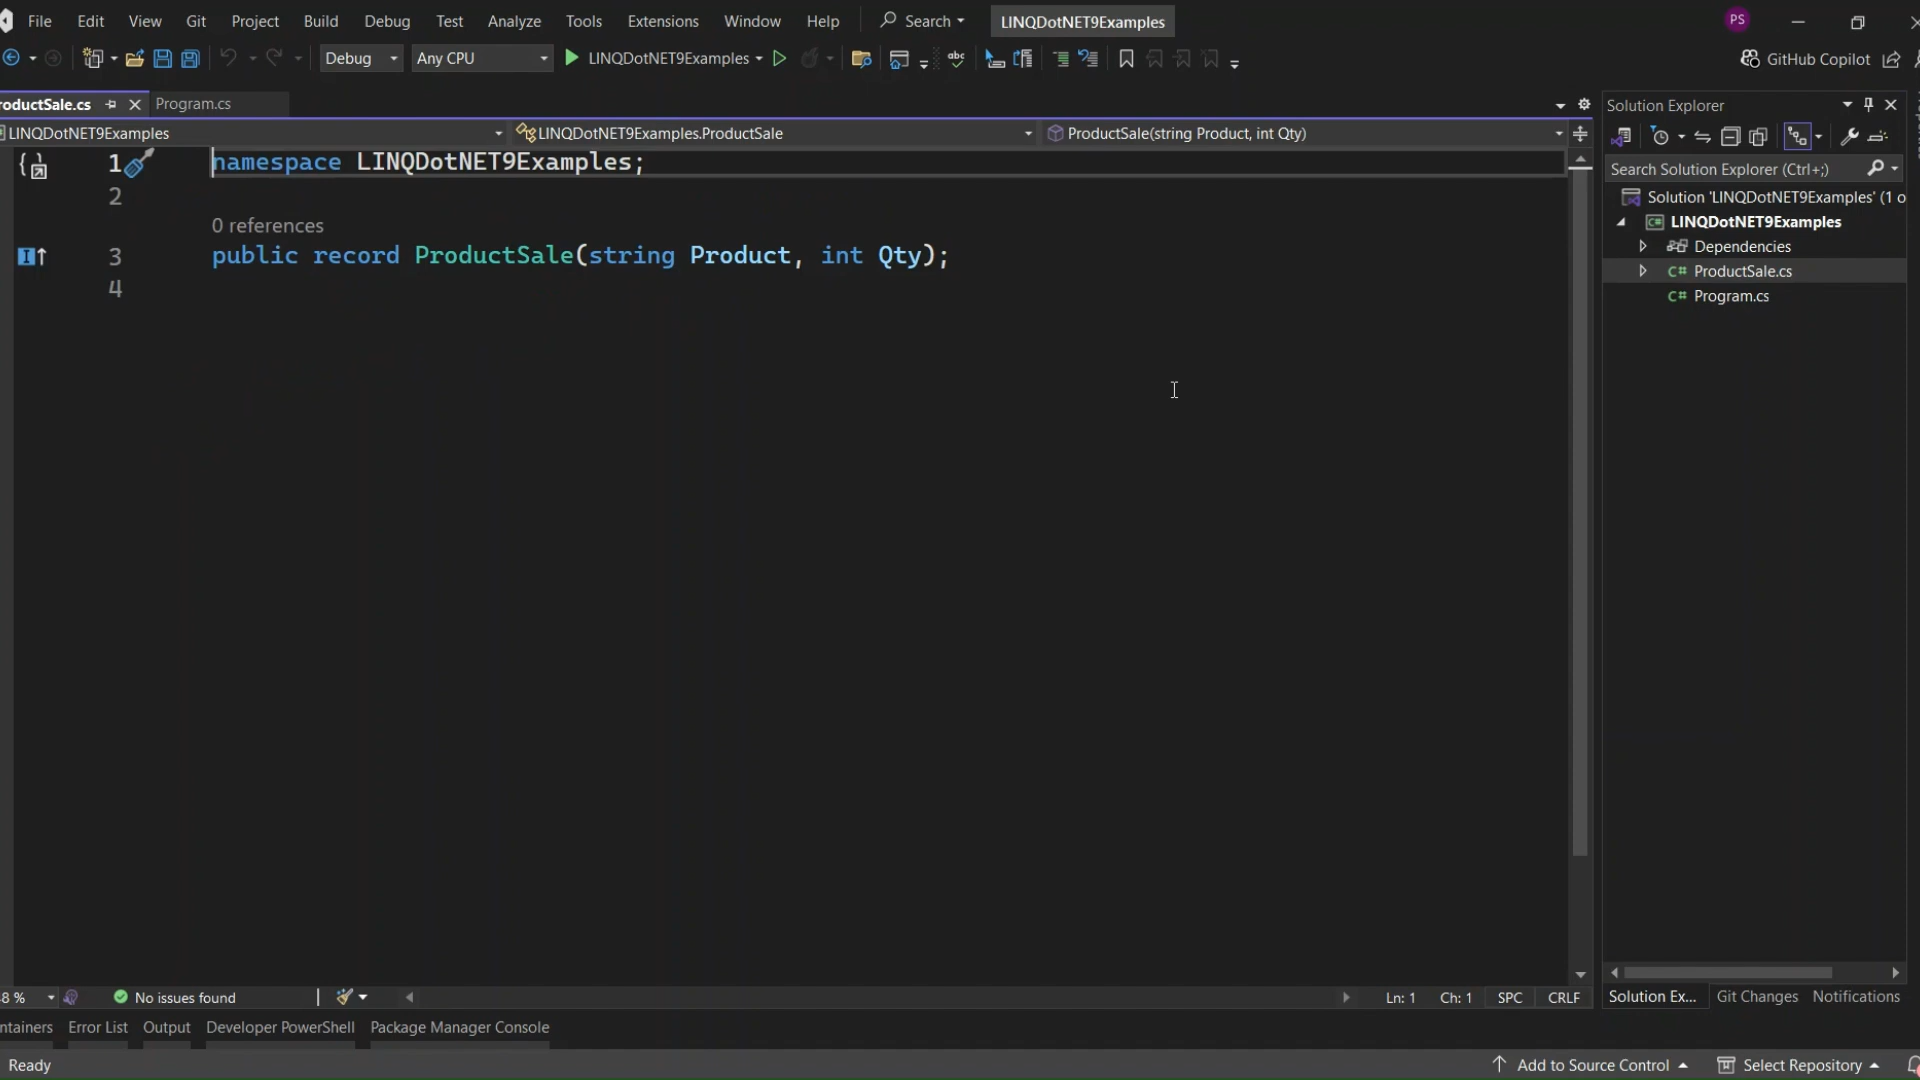 File Edit View Git Project Build Debug Test Analyze Tools Extensions Window Help Search LINQDotNET9Examples PS
Debug Any CPU LINQDotNET9Examples GitHub Copilot
roductSale.cs Program.cs
LINQDotNET9Examples LINQDotNET9Examples.ProductSale ProductSale(string Product, int Qty)
1 namespace LINQDotNET9Examples;
2
0 references
3 public record ProductSale(string Product, int Qty);
4
Solution Explorer
Search Solution Explorer (Ctrl+;)
Solution 'LINQDotNET9Examples' (1 o
LINQDotNET9Examples
Dependencies
C# ProductSale.cs
C# Program.cs
8 % No issues found Ln: 1 Ch: 1 SPC CRLF
Solution Ex... Git Changes Notifications
ntainers Error List Output Developer PowerShell Package Manager Console
Ready Add to Source Control Select Repository